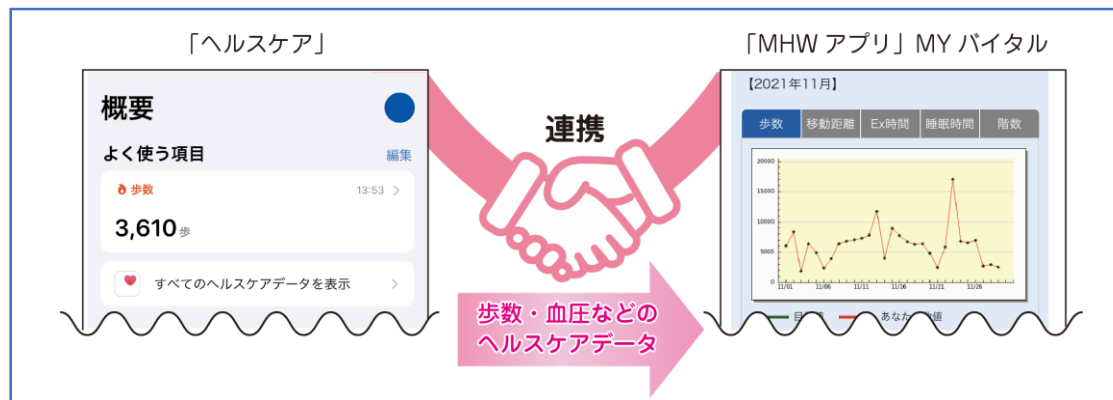 「ヘルスケア」
概要
よく使う項目
編集
歩数
13:53
3,610歩
すべてのヘルスケアデータを表示
連携
歩数・血圧などの
ヘルスケアデータ
「MHW アプリ」MY バイタル
【2021年11月】
歩数
移動距離
Ex時間
睡眠時間
階数
20000
15000
10000
5000
0
11/01 11/06 11/11 11/16 11/21 11/26